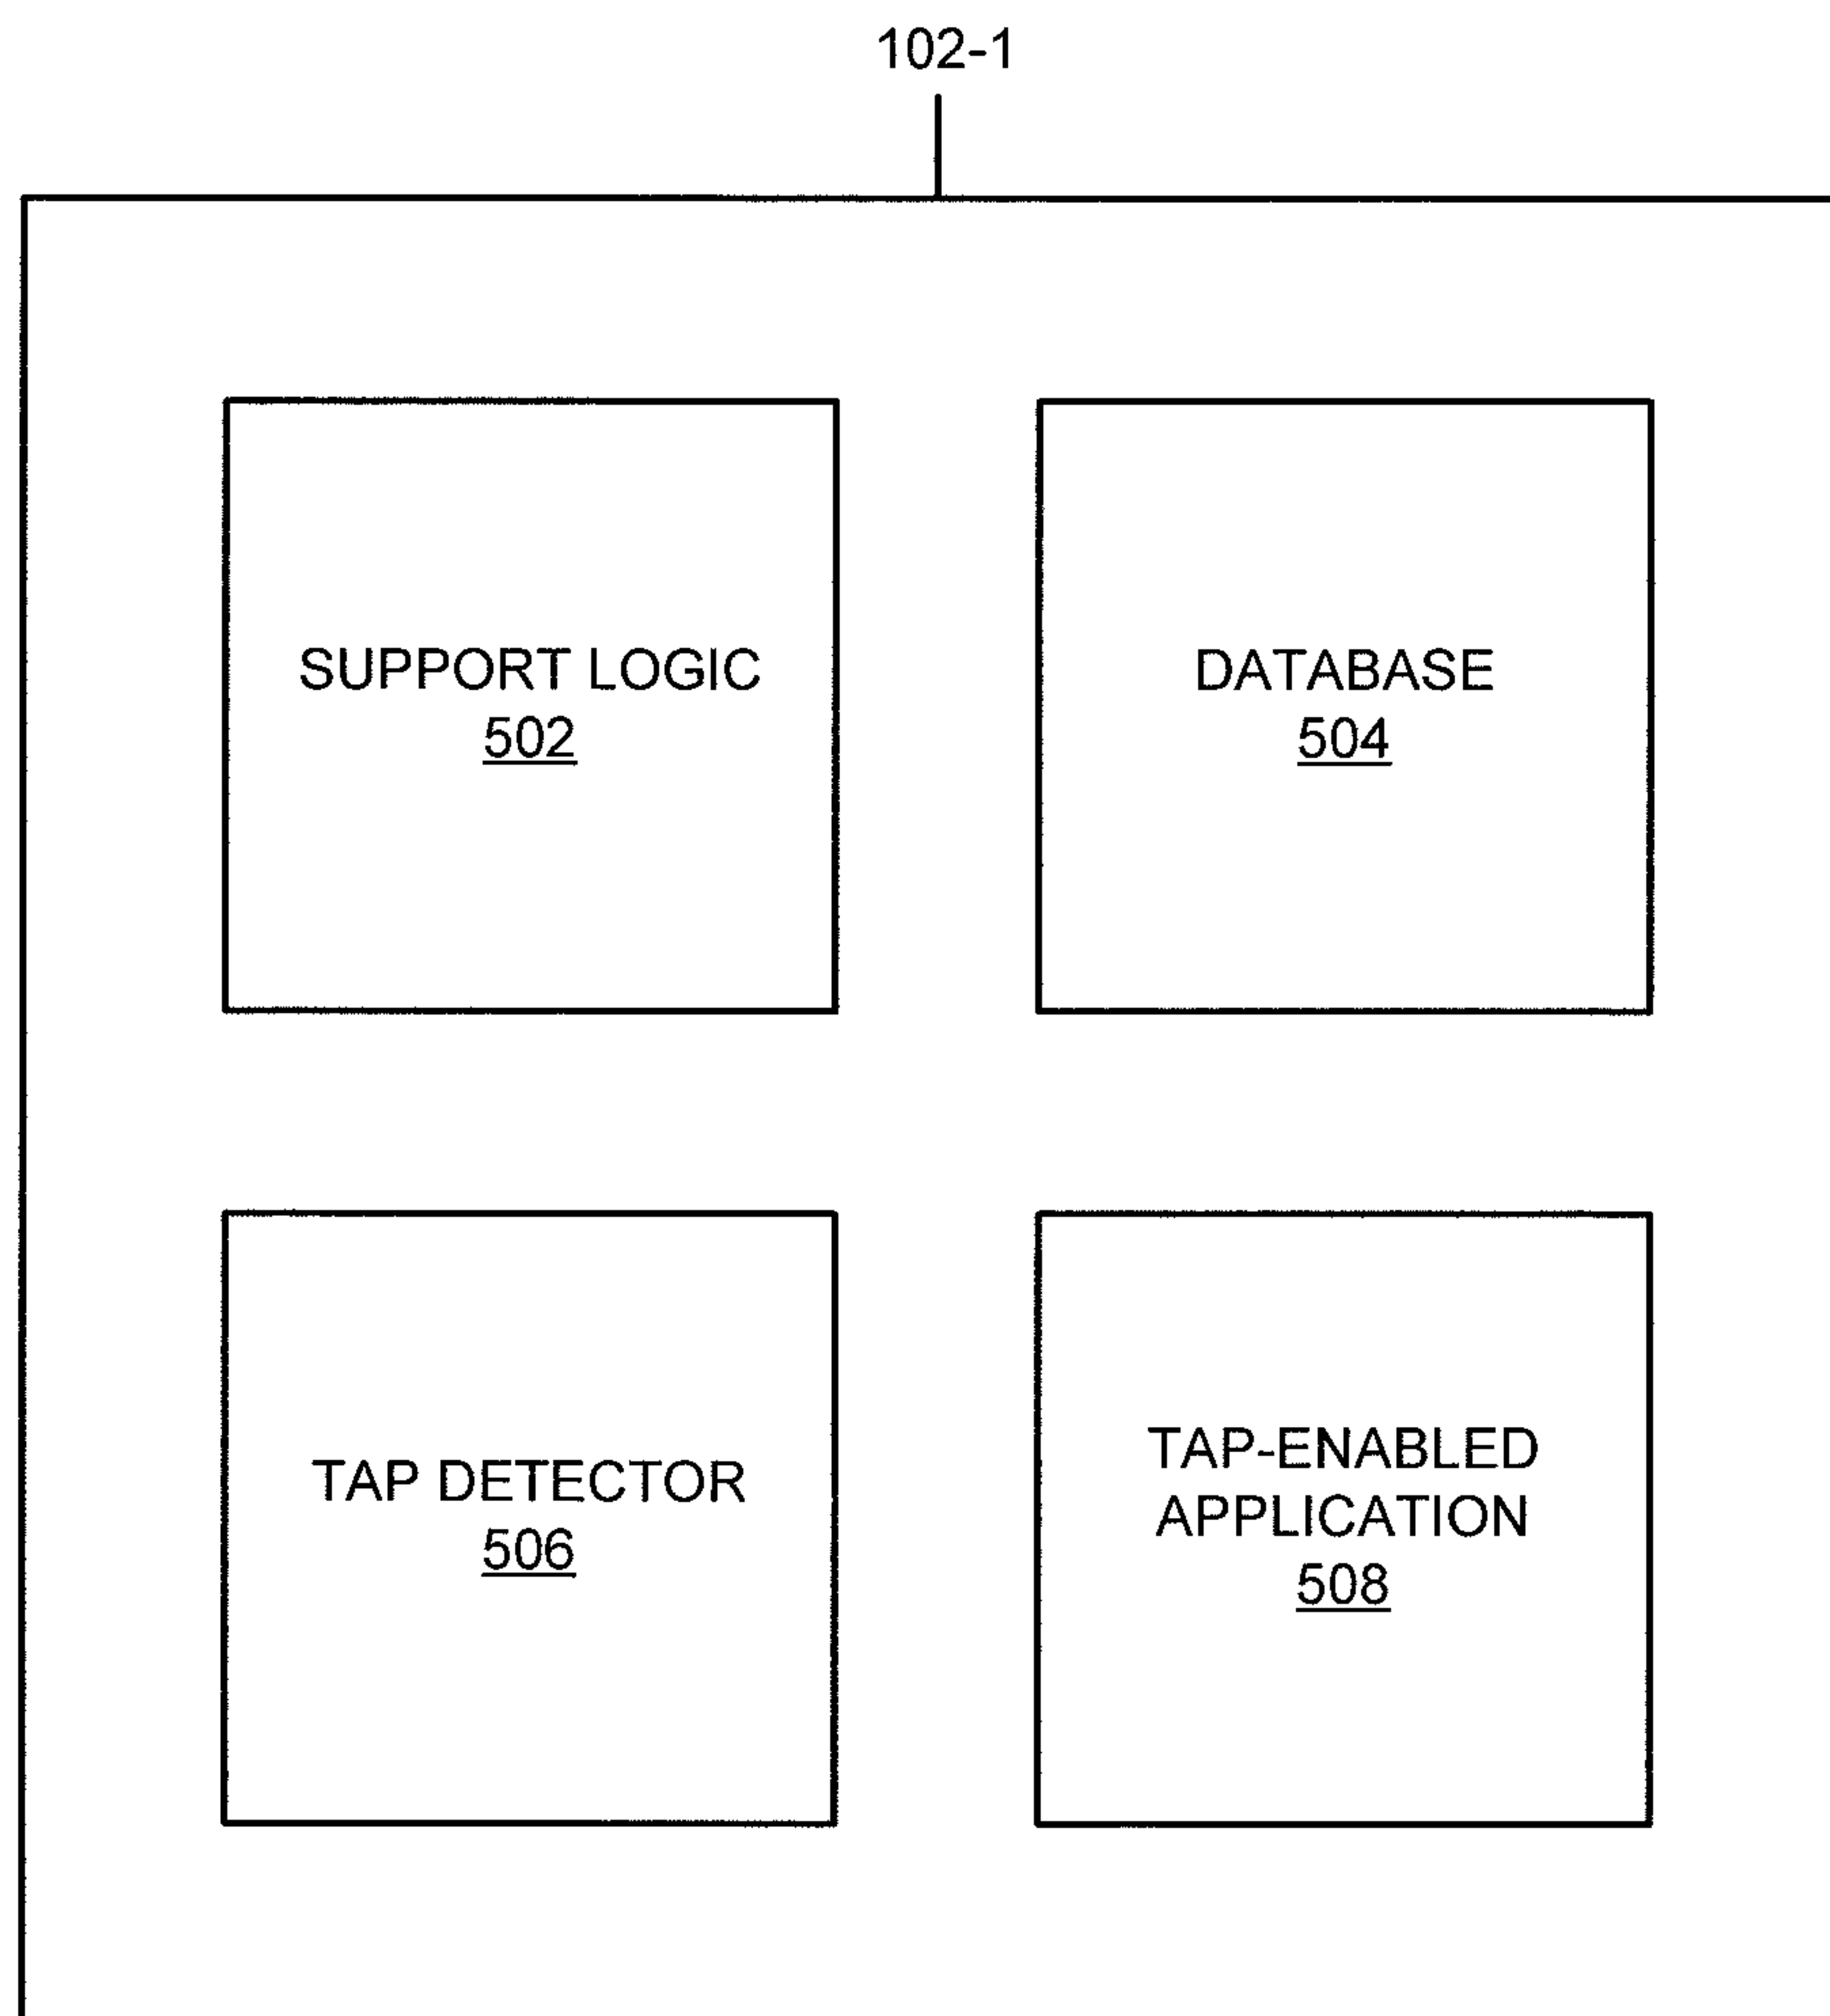 102-1
SUPPORT LOGIC
502
DATABASE
504
TAP DETECTOR
506
TAP-ENABLED
APPLICATION
508